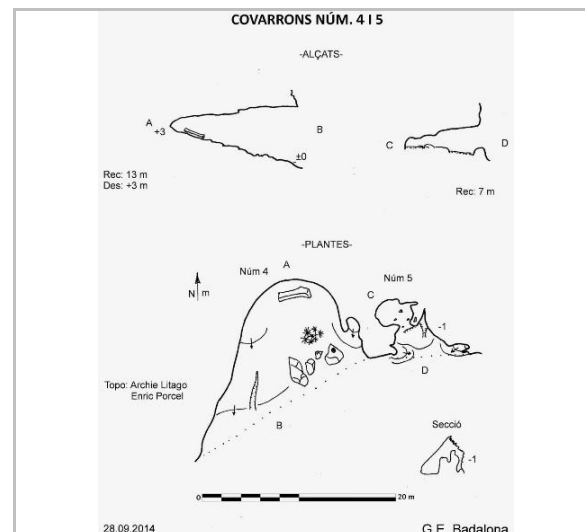 COVARRONS NÚM. 4 I 5
-ALÇATS-
A
+3
B
±0
C
D
Rec: 13 m
Des: +3 m
Rec: 7 m
-PLANTES-
Núm 4
A
Núm 5
N
m
C
-1
D
Topo: Archie Litago
Enric Porcel
B
Secció
-1
0
20 m
28.09.2014
G.E. Badalona